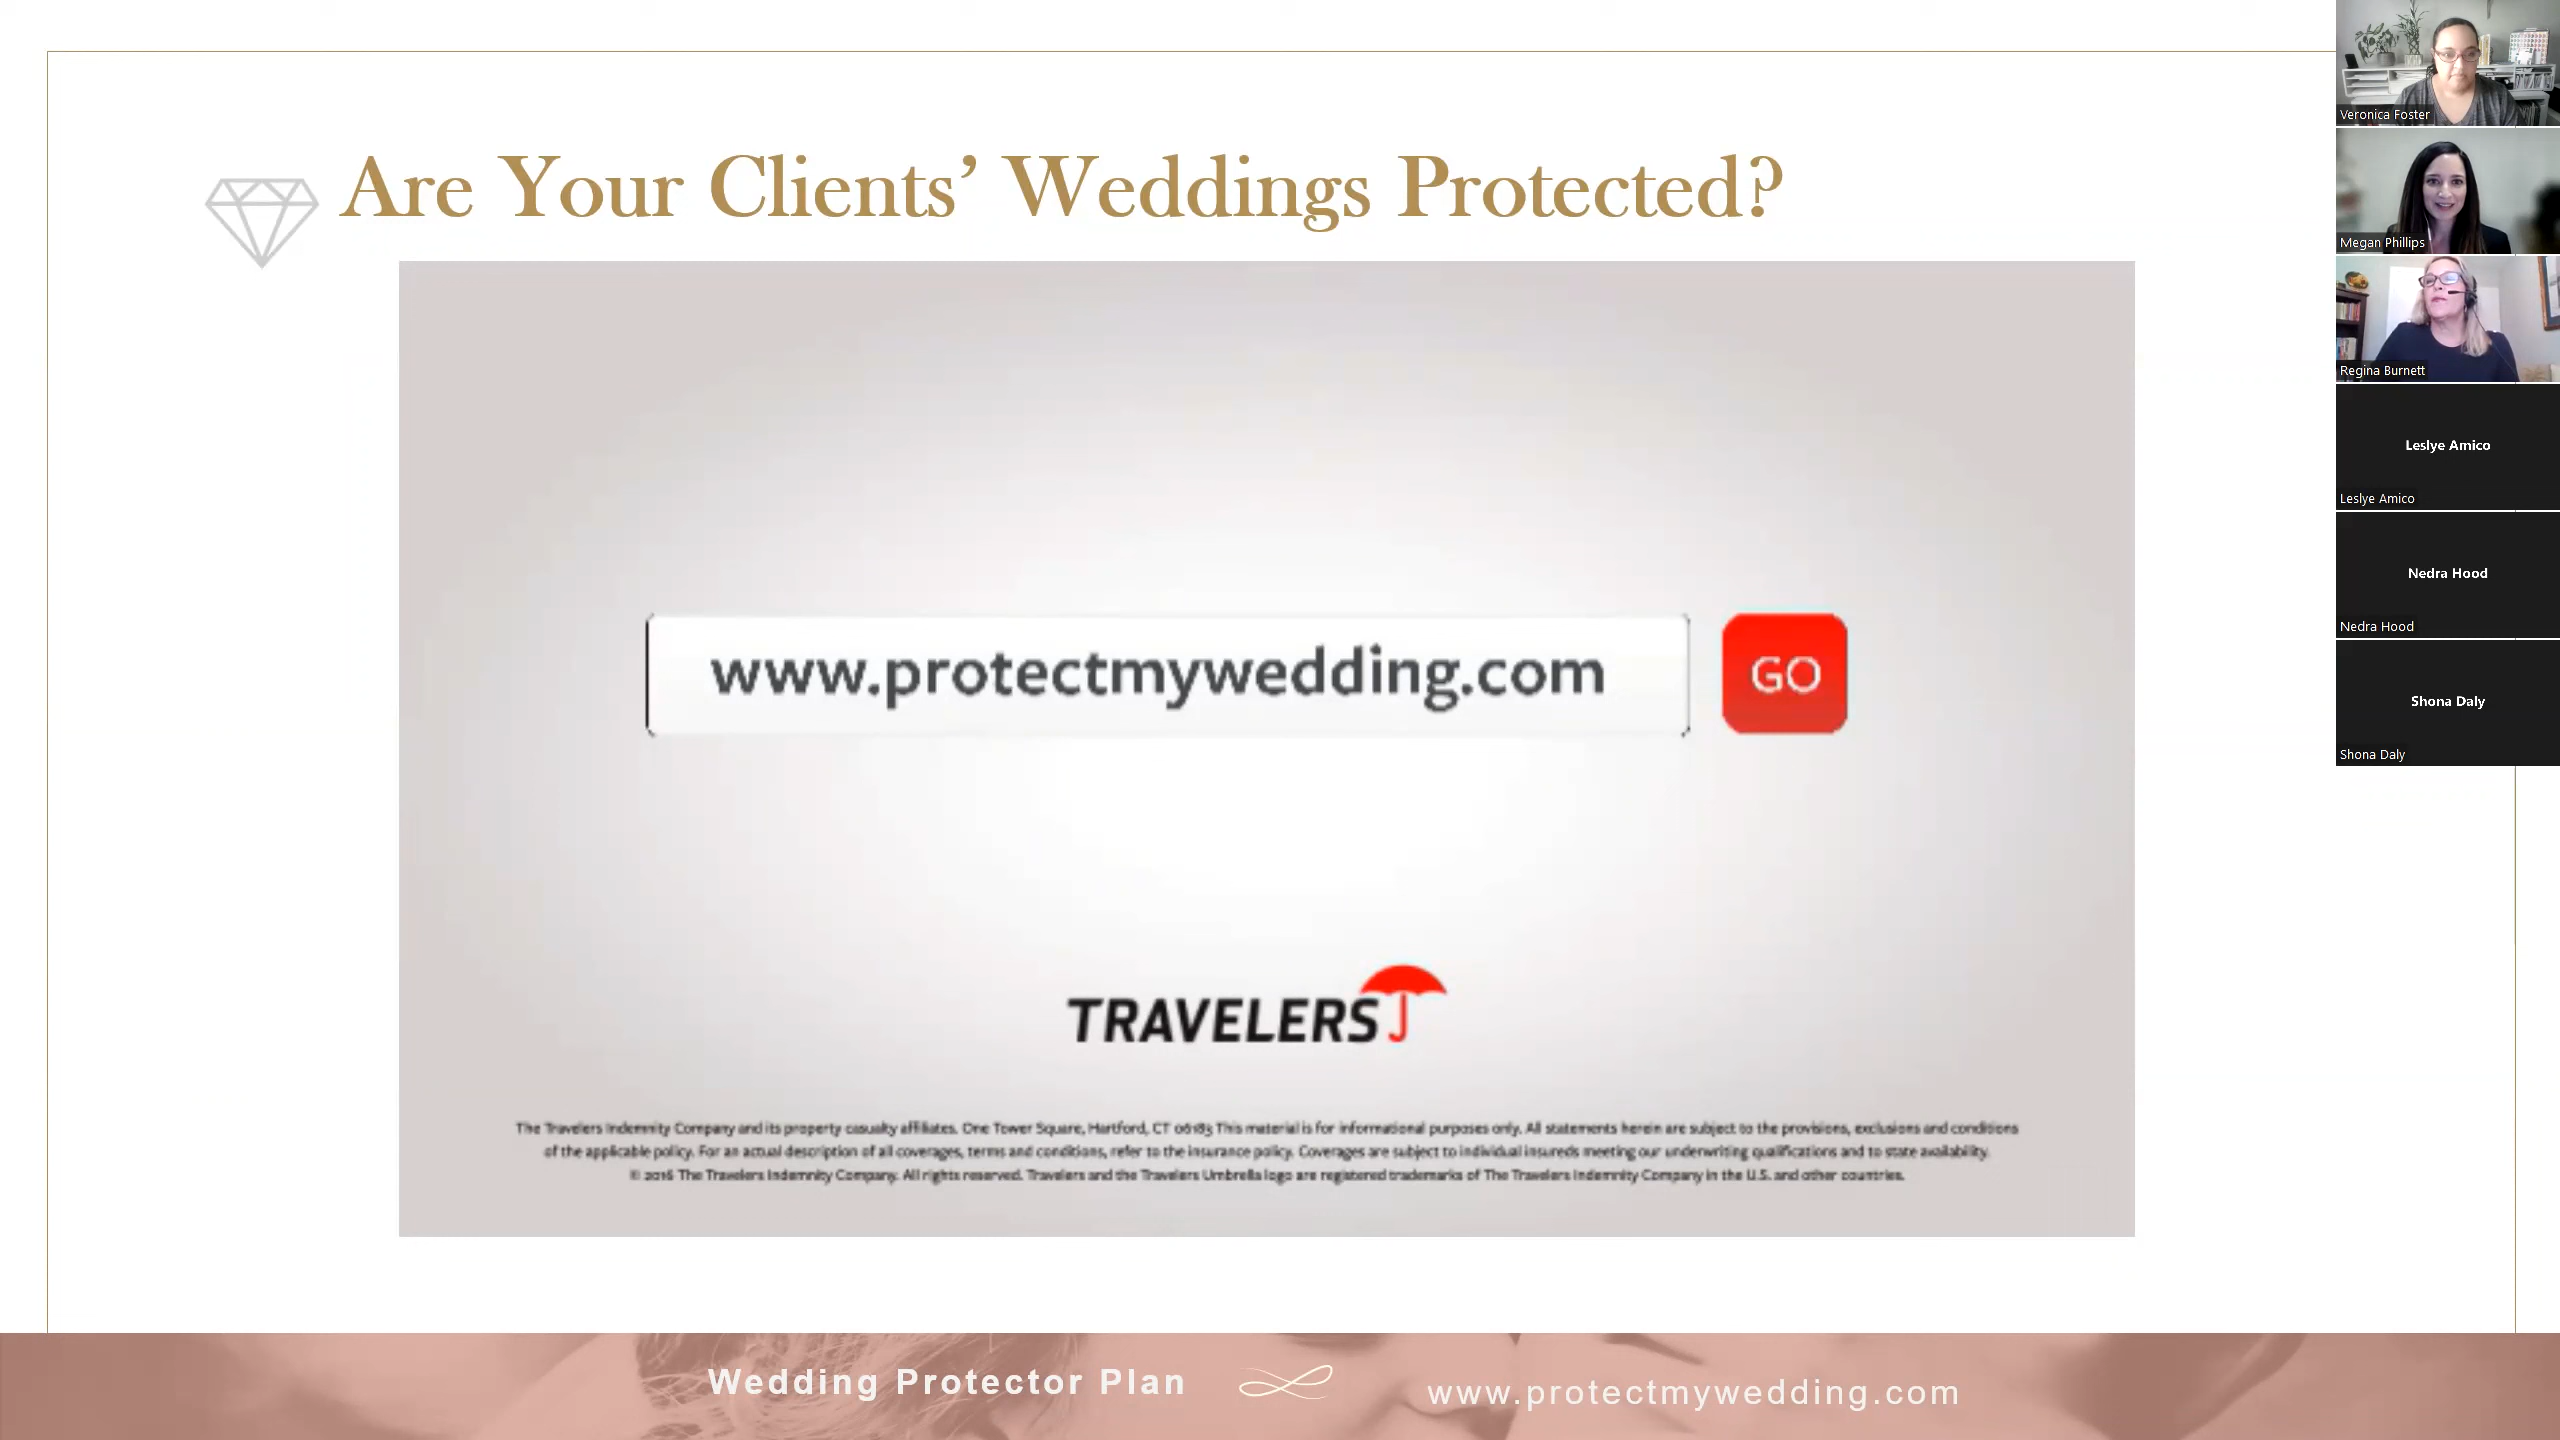 Are Your Clients’ Weddings Protected?
www.protectmywedding.com
GO
TRAVELERS
The Travelers Indemnity Company and its property casualty affiliates. One Tower Square, Hartford, CT 06183 This material is for informational purposes only. All statements herein are subject to the provisions, exclusions and conditions
of the applicable policy. For an actual description of all coverages, terms and conditions, refer to the insurance policy. Coverages are subject to individual insureds meeting our underwriting qualifications and to state availability.
© 2016 The Travelers Indemnity Company. All rights reserved. Travelers and the Travelers Umbrella logo are registered trademarks of The Travelers Indemnity Company in the U.S. and other countries.
Wedding Protector Plan
www.protectmywedding.com
Veronica Foster
Megan Phillips
Regina Burnett
Leslye Amico
Leslye Amico
Nedra Hood
Nedra Hood
Shona Daly
Shona Daly